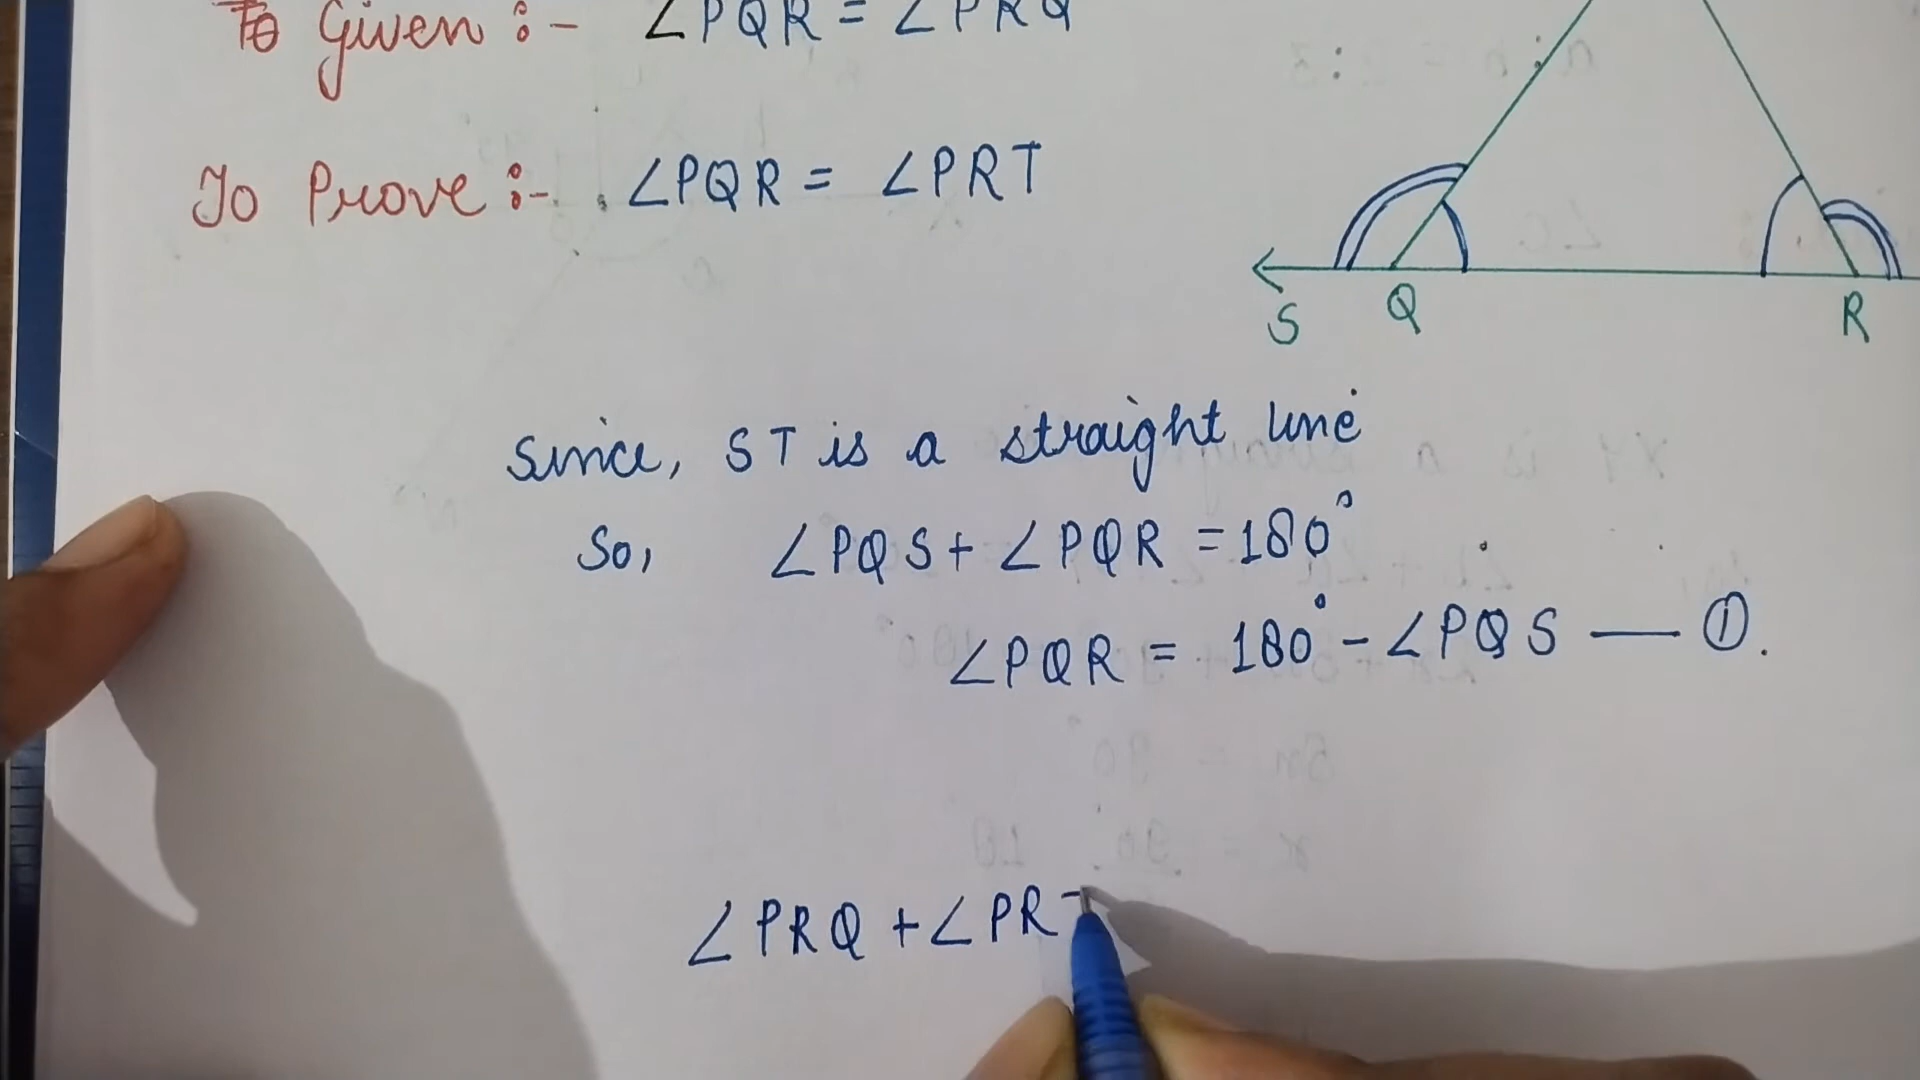 To Given :- ∠PQR = ∠PRQ
To Prove :- ∠PQR = ∠PRT
S Q R
Since, ST is a straight line
So, ∠PQS + ∠PQR = 180°
∠PQR = 180° - ∠PQS — ①.
∠PRQ + ∠PRT